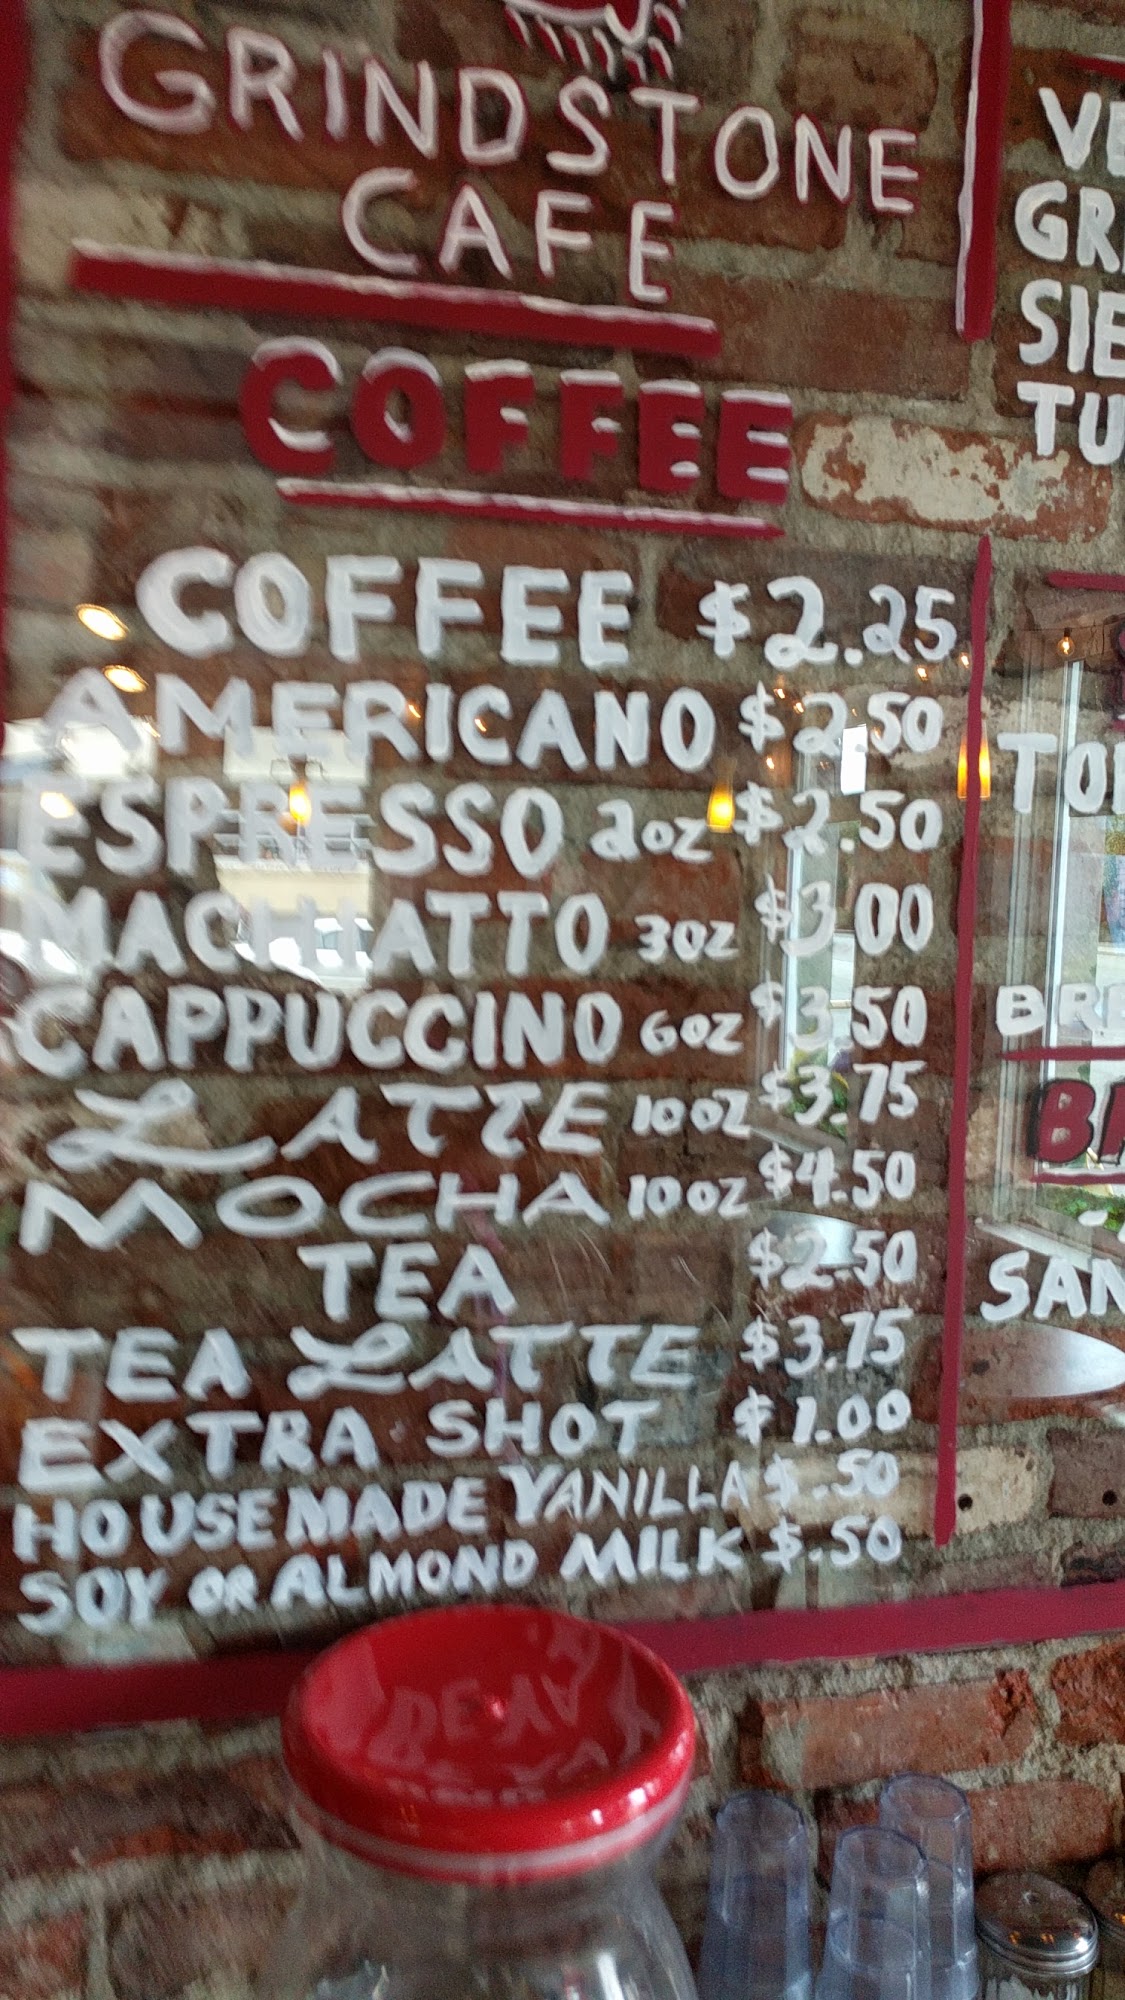 GRINDSTONE
CAFE
COFFEE
COFFEE $2.25
AMERICANO $2.50
ESPRESSO 2OZ $2.50
MACHIATTO 3OZ $3.00
CAPPUCCINO 6OZ $3.50
LATTE 10OZ $3.75
MOCHA 10OZ $4.50
TEA $2.50
TEA LATTE $3.75
EXTRA SHOT $1.00
HOUSEMADE VANILLA $.50
SOY OR ALMOND MILK $.50